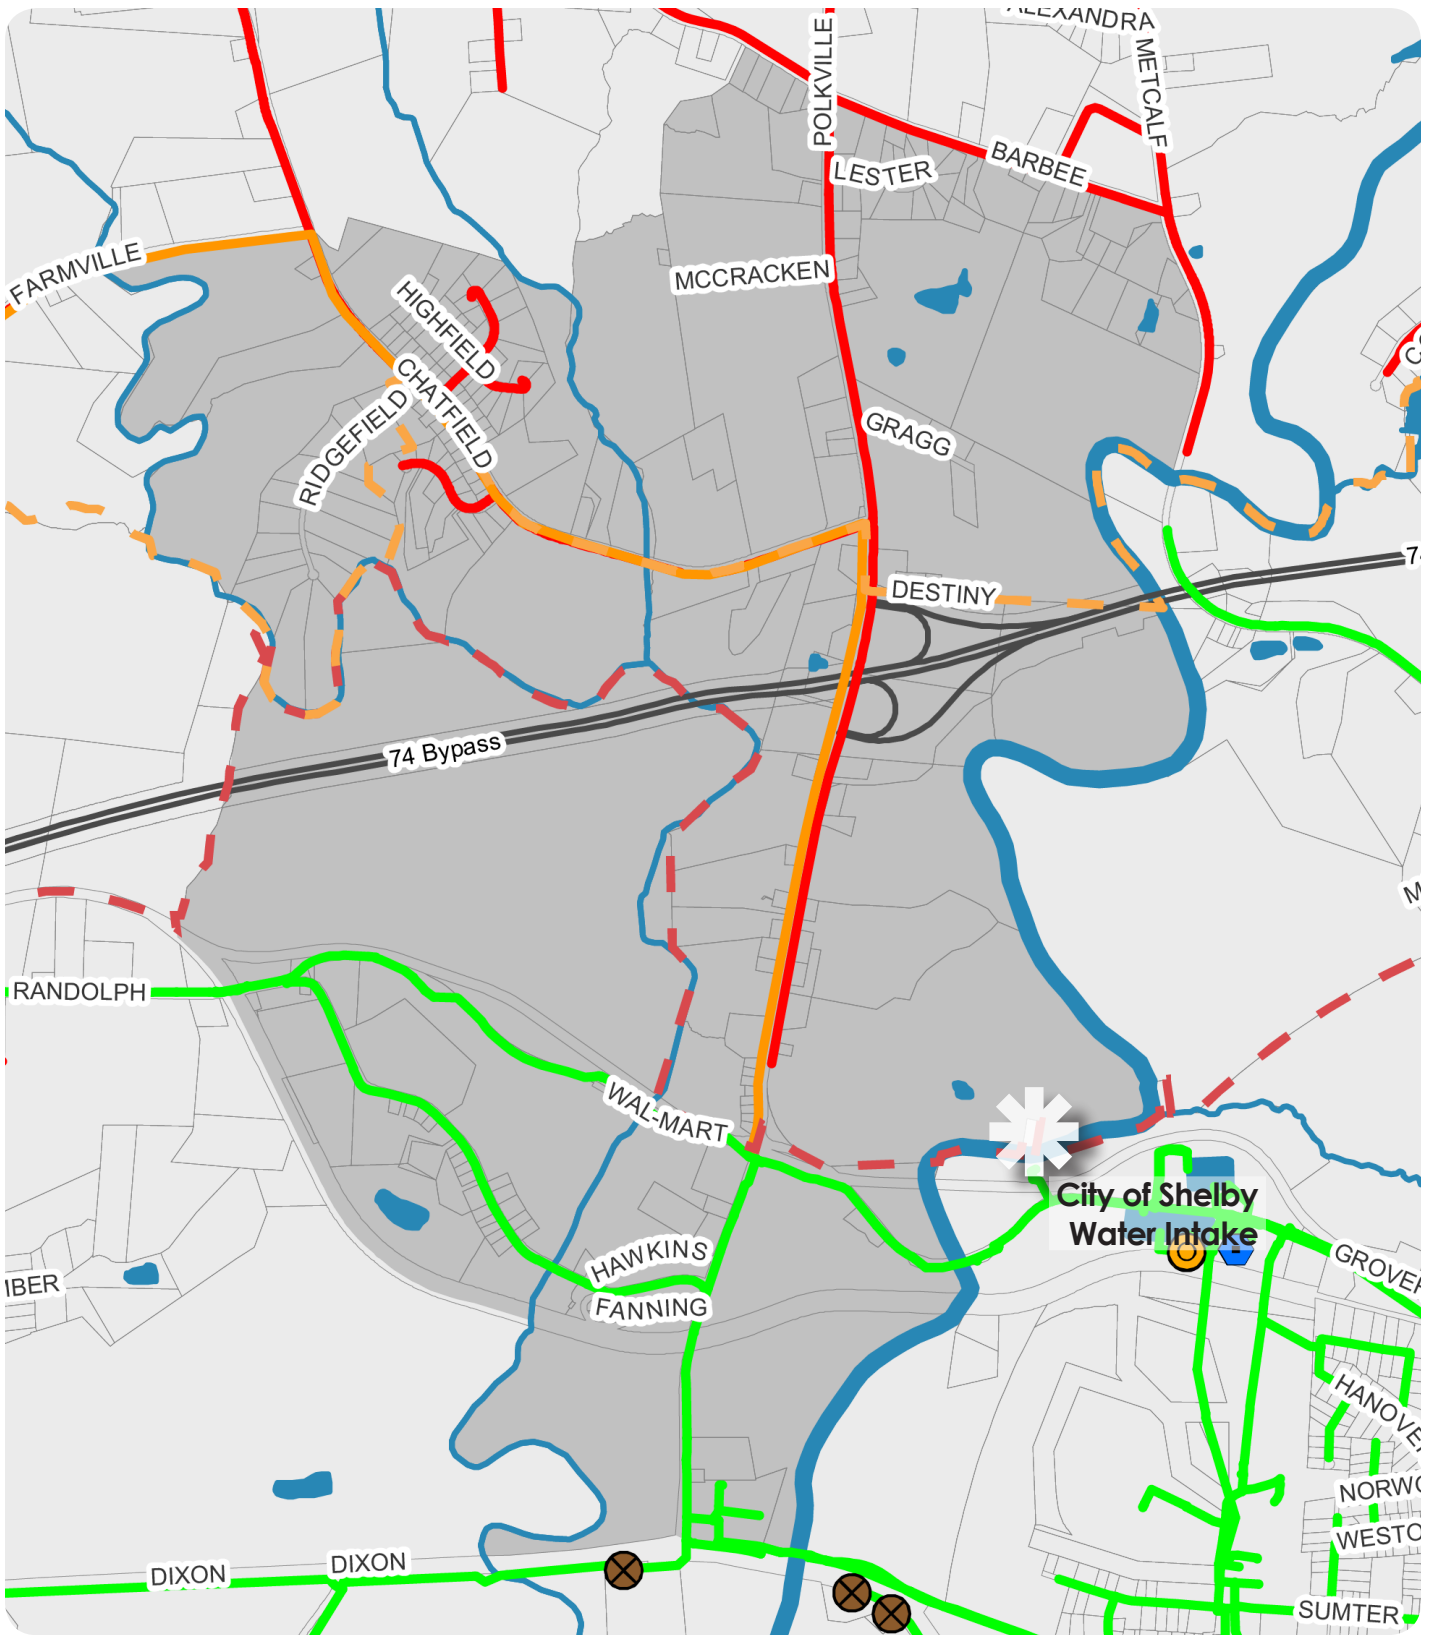 ALEXANDRA
POLKVILLE
METCALF
BARBEE
LESTER
FARMVILLE
MCCRACKEN
HIGHFIELD
CHATFIELD
RIDGEFIELD
GRAGG
DESTINY
74 Bypass
RANDOLPH
WAL-MART
City of Shelby
Water Intake
HAWKINS
FANNING
GROVER
IBER
HANOVE
NORWO
WESTO
DIXON
DIXON
SUMTER